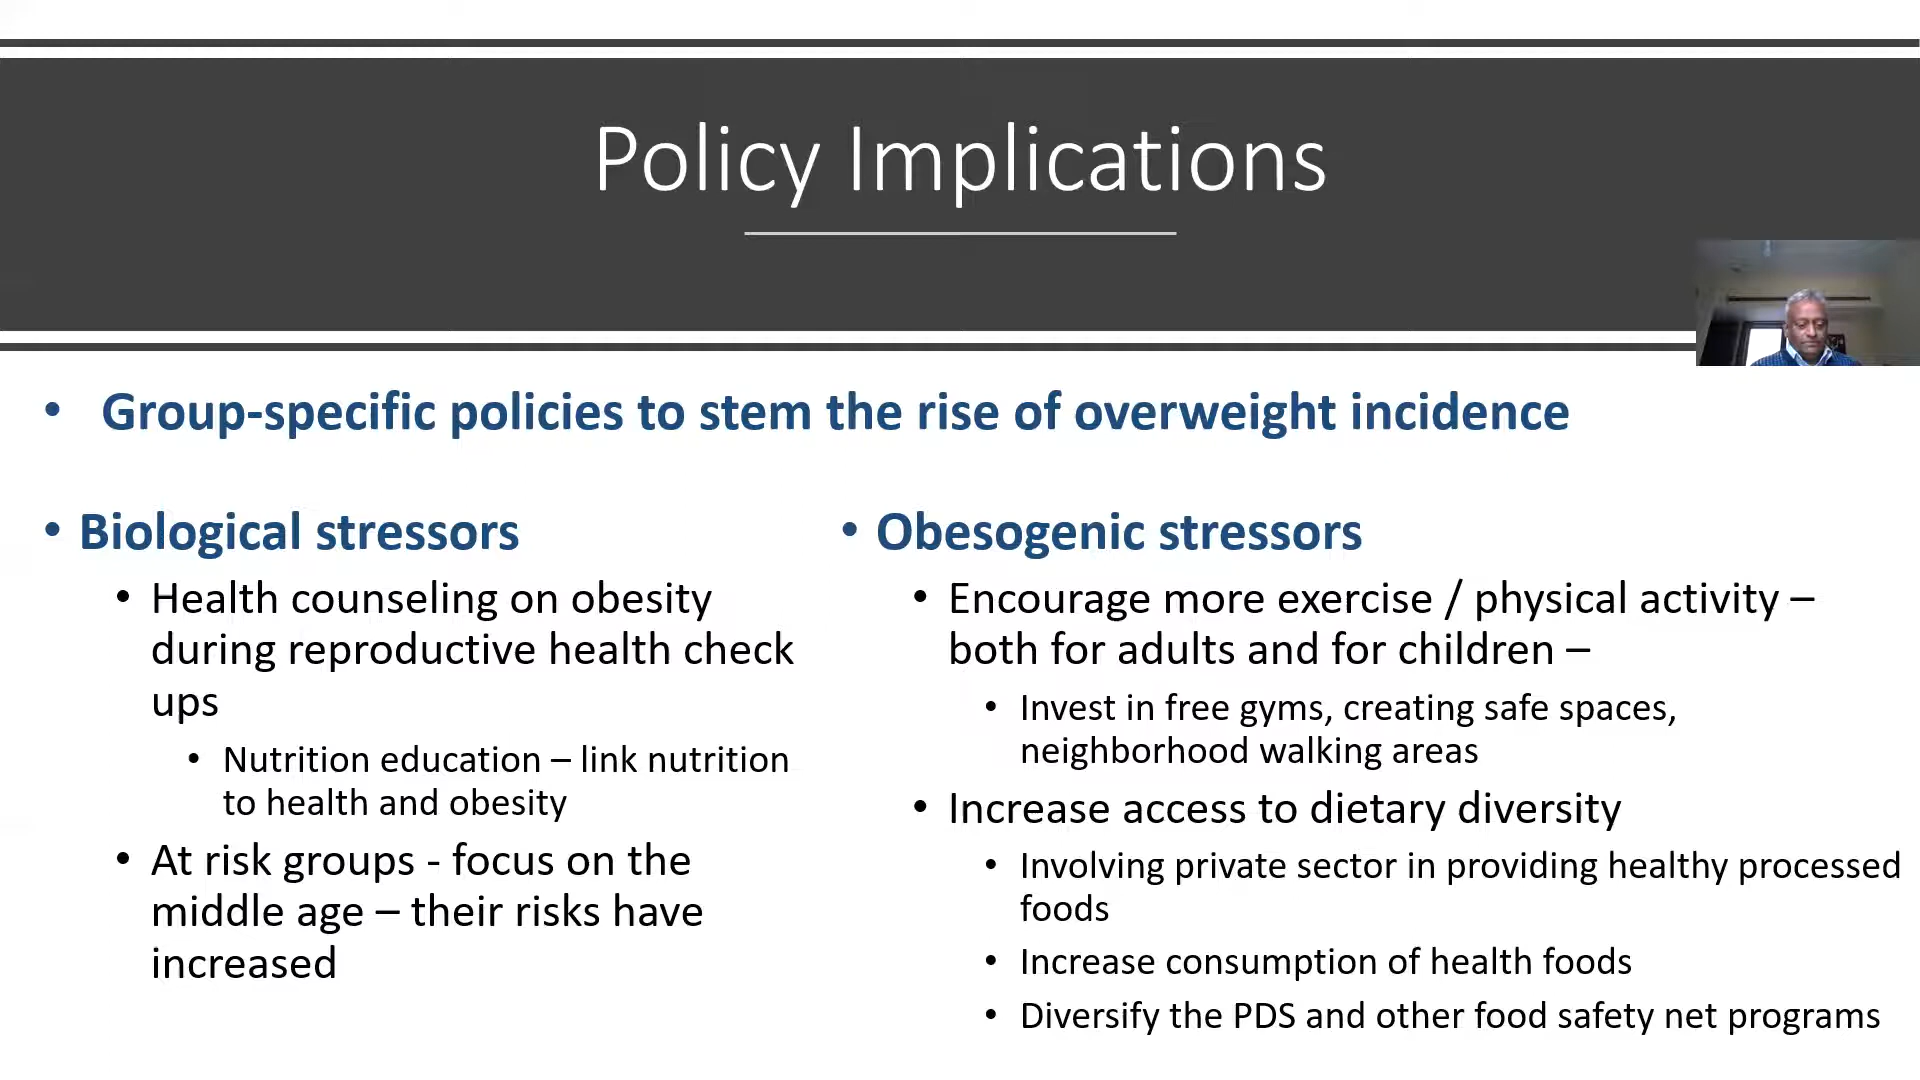 Policy Implications
• Group-specific policies to stem the rise of overweight incidence
• Biological stressors
• Health counseling on obesity
during reproductive health check
ups
• Nutrition education – link nutrition
to health and obesity
• At risk groups - focus on the
middle age – their risks have
increased
• Obesogenic stressors
• Encourage more exercise / physical activity –
both for adults and for children –
• Invest in free gyms, creating safe spaces,
neighborhood walking areas
• Increase access to dietary diversity
• Involving private sector in providing healthy processed
foods
• Increase consumption of health foods
• Diversify the PDS and other food safety net programs